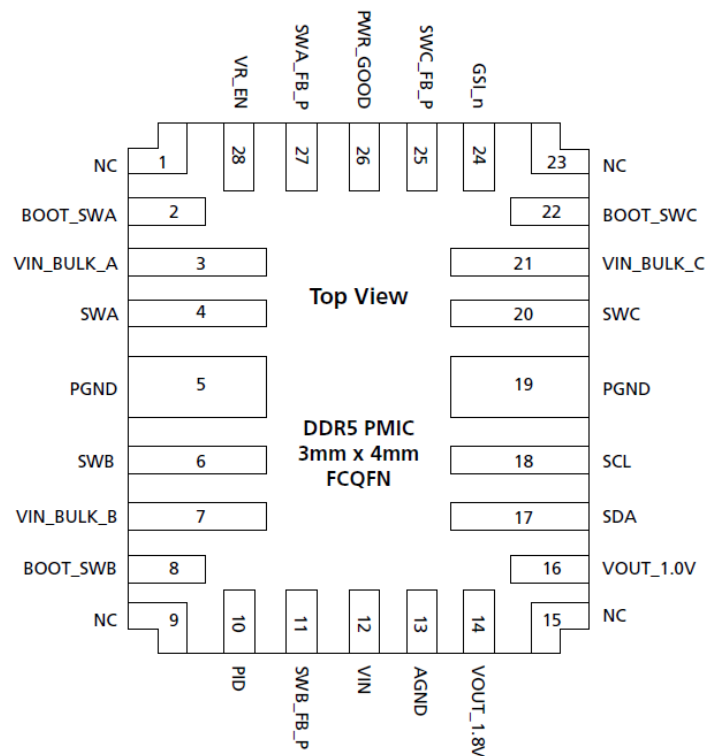 VR_EN
SWA_FB_P
PWR_GOOD
SWC_FB_P
GSI_n
28
27
26
25
24
NC
1
23
NC
BOOT_SWA
2
22
BOOT_SWC
VIN_BULK_A
3
21
VIN_BULK_C
Top View
SWA
4
20
SWC
PGND
5
19
PGND
DDR5 PMIC
3mm x 4mm
FCQFN
SWB
6
18
SCL
VIN_BULK_B
7
17
SDA
BOOT_SWB
8
16
VOUT_1.0V
NC
9
15
NC
10
11
12
13
14
PID
SWB_FB_P
VIN
AGND
VOUT_1.8V